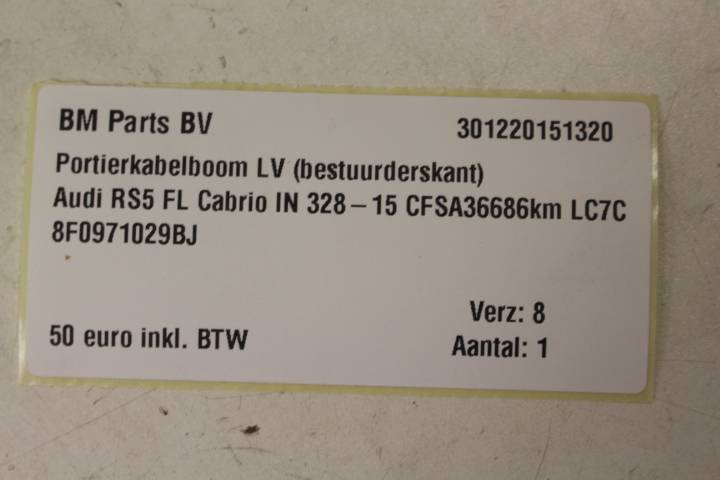 BM Parts BV 301220151320
Portierkabelboom LV (bestuurderskant)
Audi RS5 FL Cabrio IN 328-15 CFSA36686km LC7C
8F0971029BJ
Verz: 8
50 euro inkl. BTW Aantal: 1